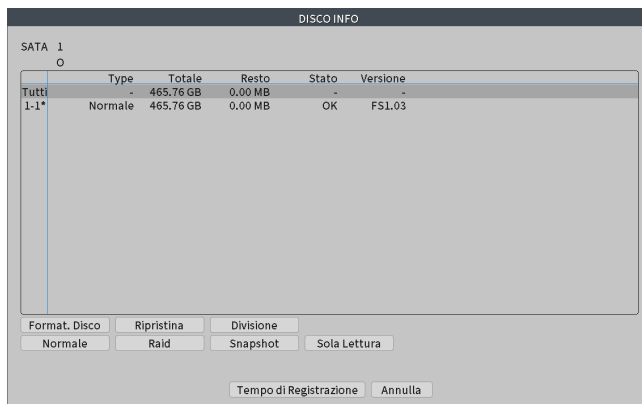 DISCO INFO
SATA 1
O
Type Totale Resto Stato Versione
Tutti - 465.76 GB 0.00 MB - -
1-1* Normale 465.76 GB 0.00 MB OK FS1.03
Format. Disco Ripristina Divisione
Normale Raid Snapshot Sola Lettura
Tempo di Registrazione Annulla